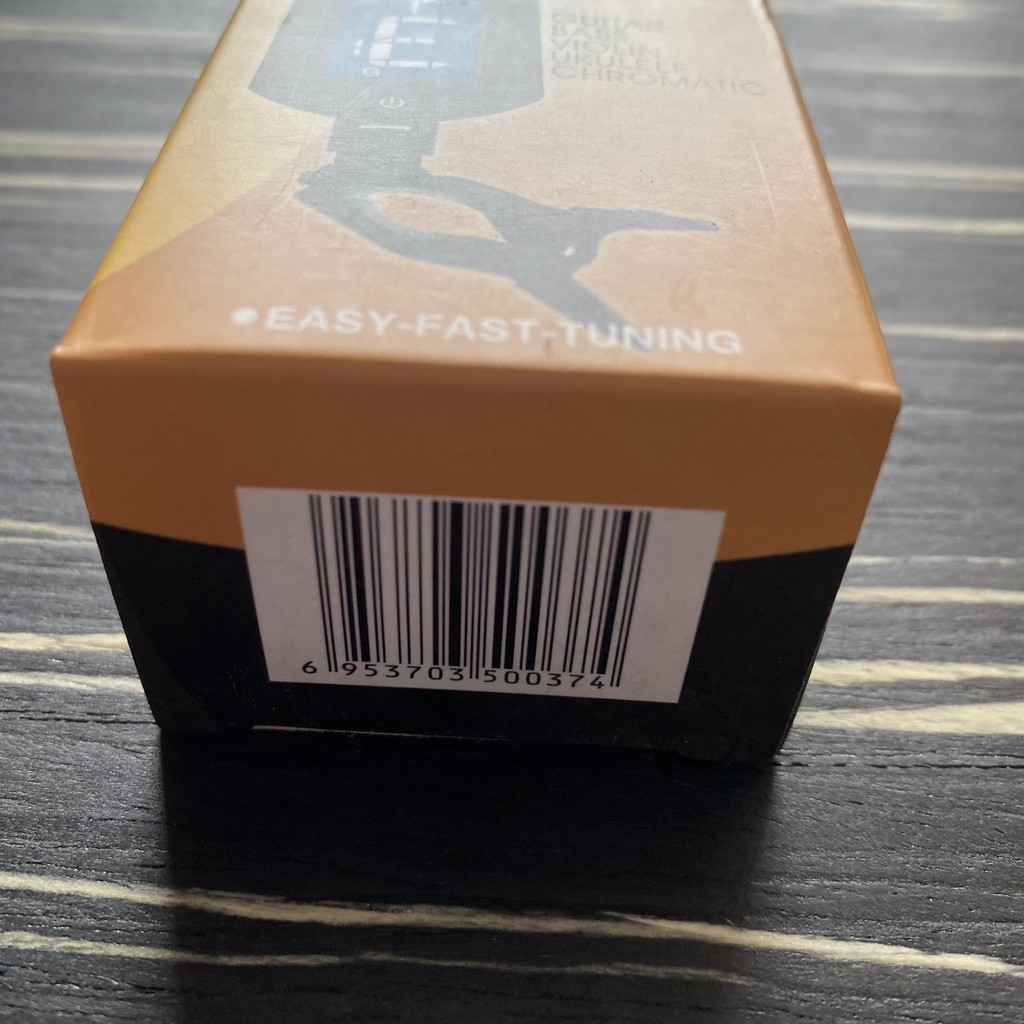 G
GUITAR
BASS
VIOLIN
UKULELE
CHROMATIC
•EASY-FAST-TUNING
6 953703 500374